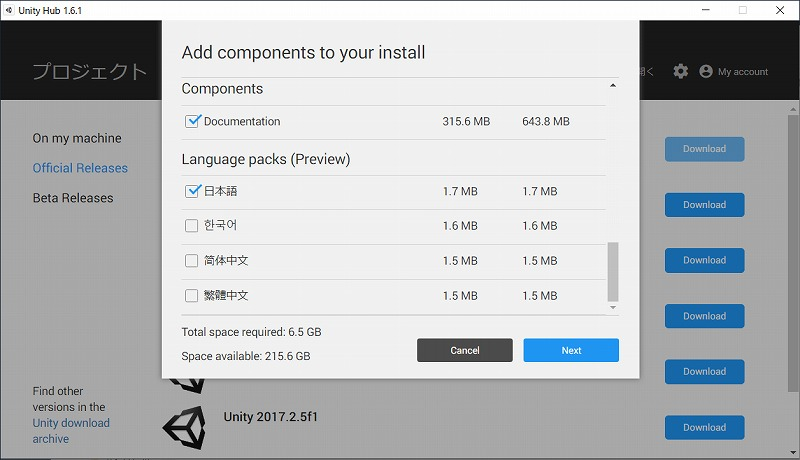 Unity Hub 1.6.1
プロジェクト
開く
My account
Add components to your install
Components
Documentation 315.6 MB 643.8 MB
Language packs (Preview)
日本語 1.7 MB 1.7 MB
한국어 1.6 MB 1.6 MB
简体中文 1.5 MB 1.5 MB
繁體中文 1.5 MB 1.5 MB
Total space required: 6.5 GB
Space available: 215.6 GB
Cancel
Next
On my machine
Official Releases
Beta Releases
Find other
versions in the
Unity download
archive
Download
Download
Download
Download
Download
Unity 2017.2.5f1
Download